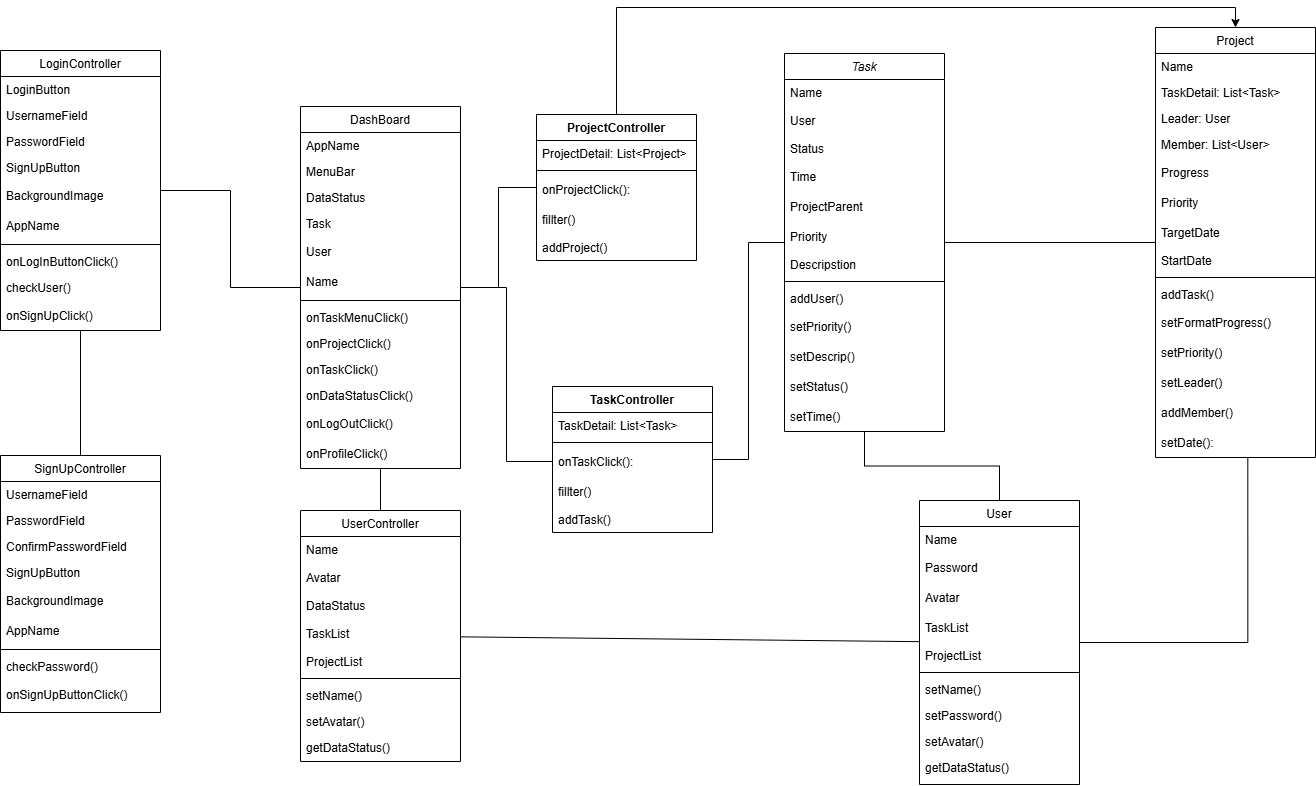 LoginController
LoginButton
UsernameField
PasswordField
SignUpButton
BackgroundImage
AppName
onLogInButtonClick()
checkUser()
onSignUpClick()
SignUpController
UsernameField
PasswordField
ConfirmPasswordField
SignUpButton
BackgroundImage
AppName
checkPassword()
onSignUpButtonClick()
DashBoard
AppName
MenuBar
DataStatus
Task
User
Name
onTaskMenuClick()
onProjectClick()
onTaskClick()
onDataStatusClick()
onLogOutClick()
onProfileClick()
UserController
Name
Avatar
DataStatus
TaskList
ProjectList
setName()
setAvatar()
getDataStatus()
ProjectController
ProjectDetail: List<Project>
onProjectClick():
fillter()
addProject()
TaskController
TaskDetail: List<Task>
onTaskClick():
fillter()
addTask()
Task
Name
User
Status
Time
ProjectParent
Priority
Descripstion
addUser()
setPriority()
setDescrip()
setStatus()
setTime()
User
Name
Password
Avatar
TaskList
ProjectList
setName()
setPassword()
setAvatar()
getDataStatus()
Project
Name
TaskDetail: List<Task>
Leader: User
Member: List<User>
Progress
Priority
TargetDate
StartDate
addTask()
setFormatProgress()
setPriority()
setLeader()
addMember()
setDate():